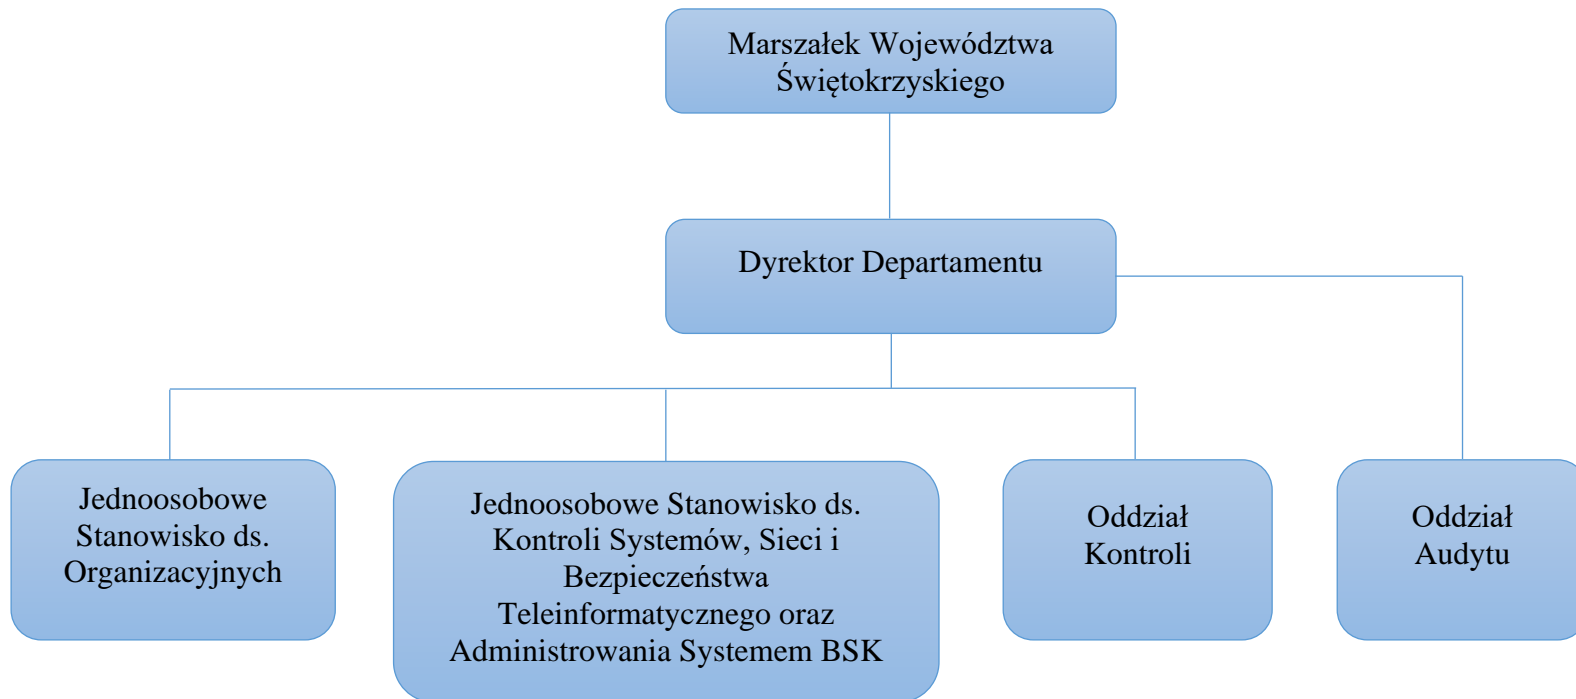 Marszałek Województwa
Świętokrzyskiego
Dyrektor Departamentu
Jednoosobowe
Stanowisko ds.
Organizacyjnych
Jednoosobowe Stanowisko ds.
Kontroli Systemów, Sieci i
Bezpieczeństwa
Teleinformatycznego oraz
Administrowania Systemem BSK
Oddział
Kontroli
Oddział
Audytu